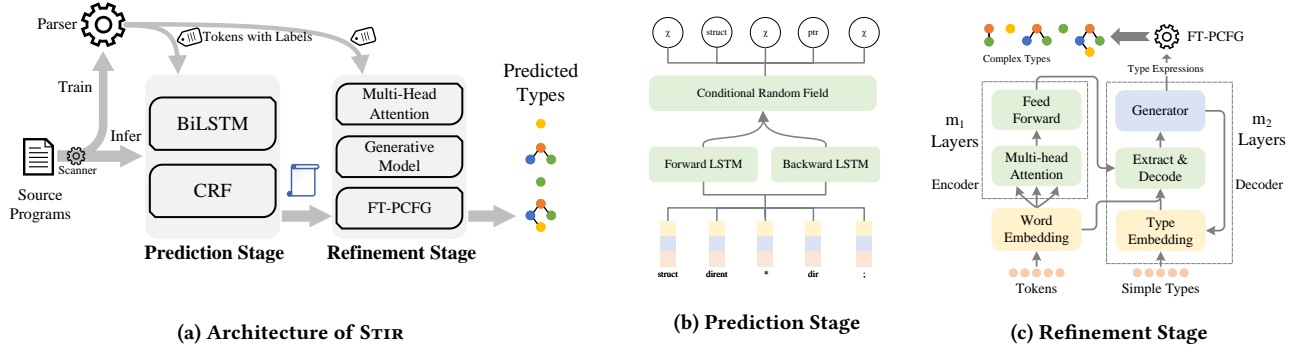 Parser
Tokens with Labels
Train
Infer
Scanner
Source
Programs
BiLSTM
CRF
Prediction Stage
Multi-Head
Attention
Generative
Model
FT-PCFG
Refinement Stage
Predicted
Types
(a) Architecture of STIR
χ struct χ ptr χ
Conditional Random Field
Forward LSTM Backward LSTM
struct dirent * dir ;
(b) Prediction Stage
Complex Types
FT-PCFG
Type Expressions
m1
Layers
Encoder
Feed
Forward
Multi-head
Attention
Word
Embedding
Tokens
Generator
Extract &
Decode
Type
Embedding
Simple Types
m2
Layers
Decoder
(c) Refinement Stage